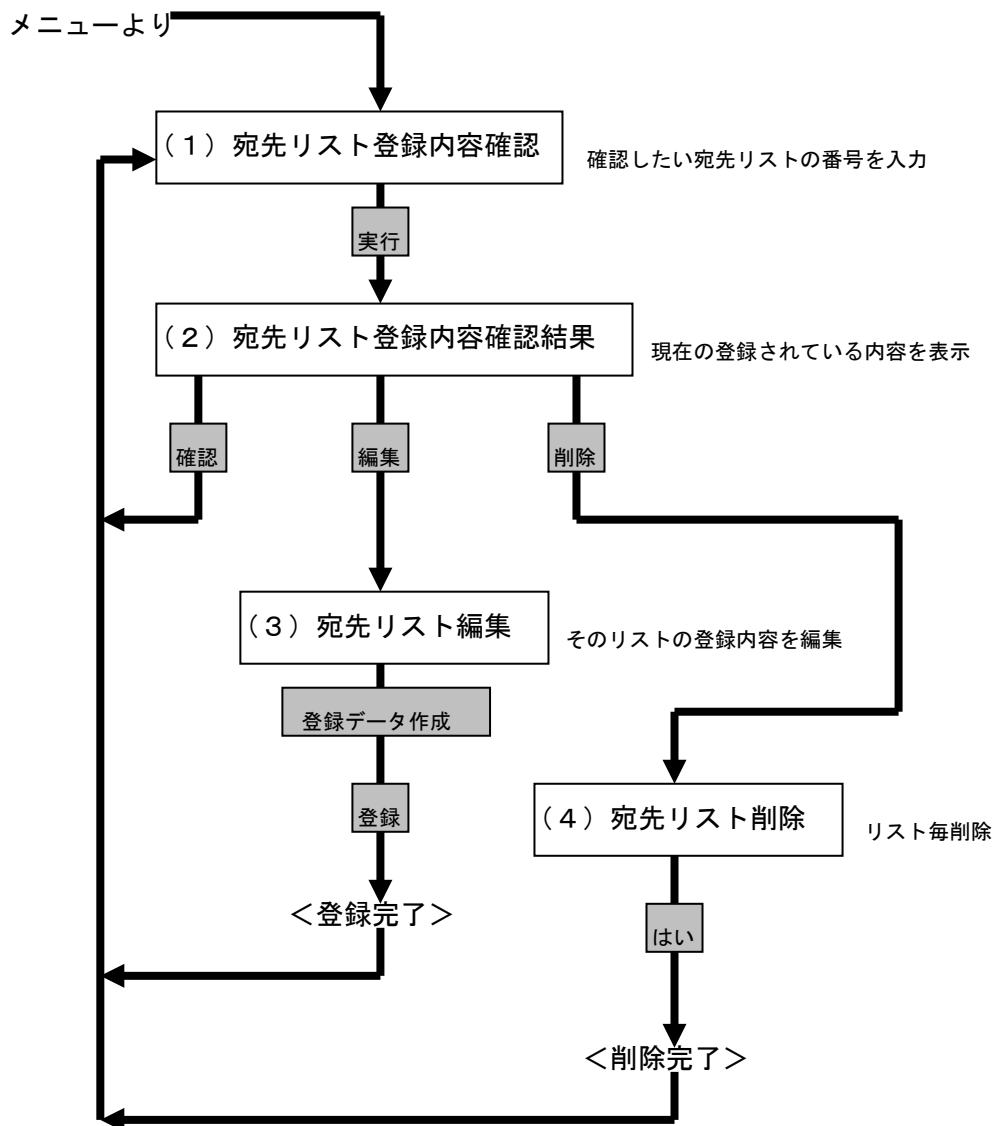 メニューより
(1)宛先リスト登録内容確認
確認したい宛先リストの番号を入力
実行
(2)宛先リスト登録内容確認結果
現在の登録されている内容を表示
確認
編集
削除
(3)宛先リスト編集
そのリストの登録内容を編集
登録データ作成
登録
(4)宛先リスト削除
リスト毎削除
<登録完了>
はい
<削除完了>